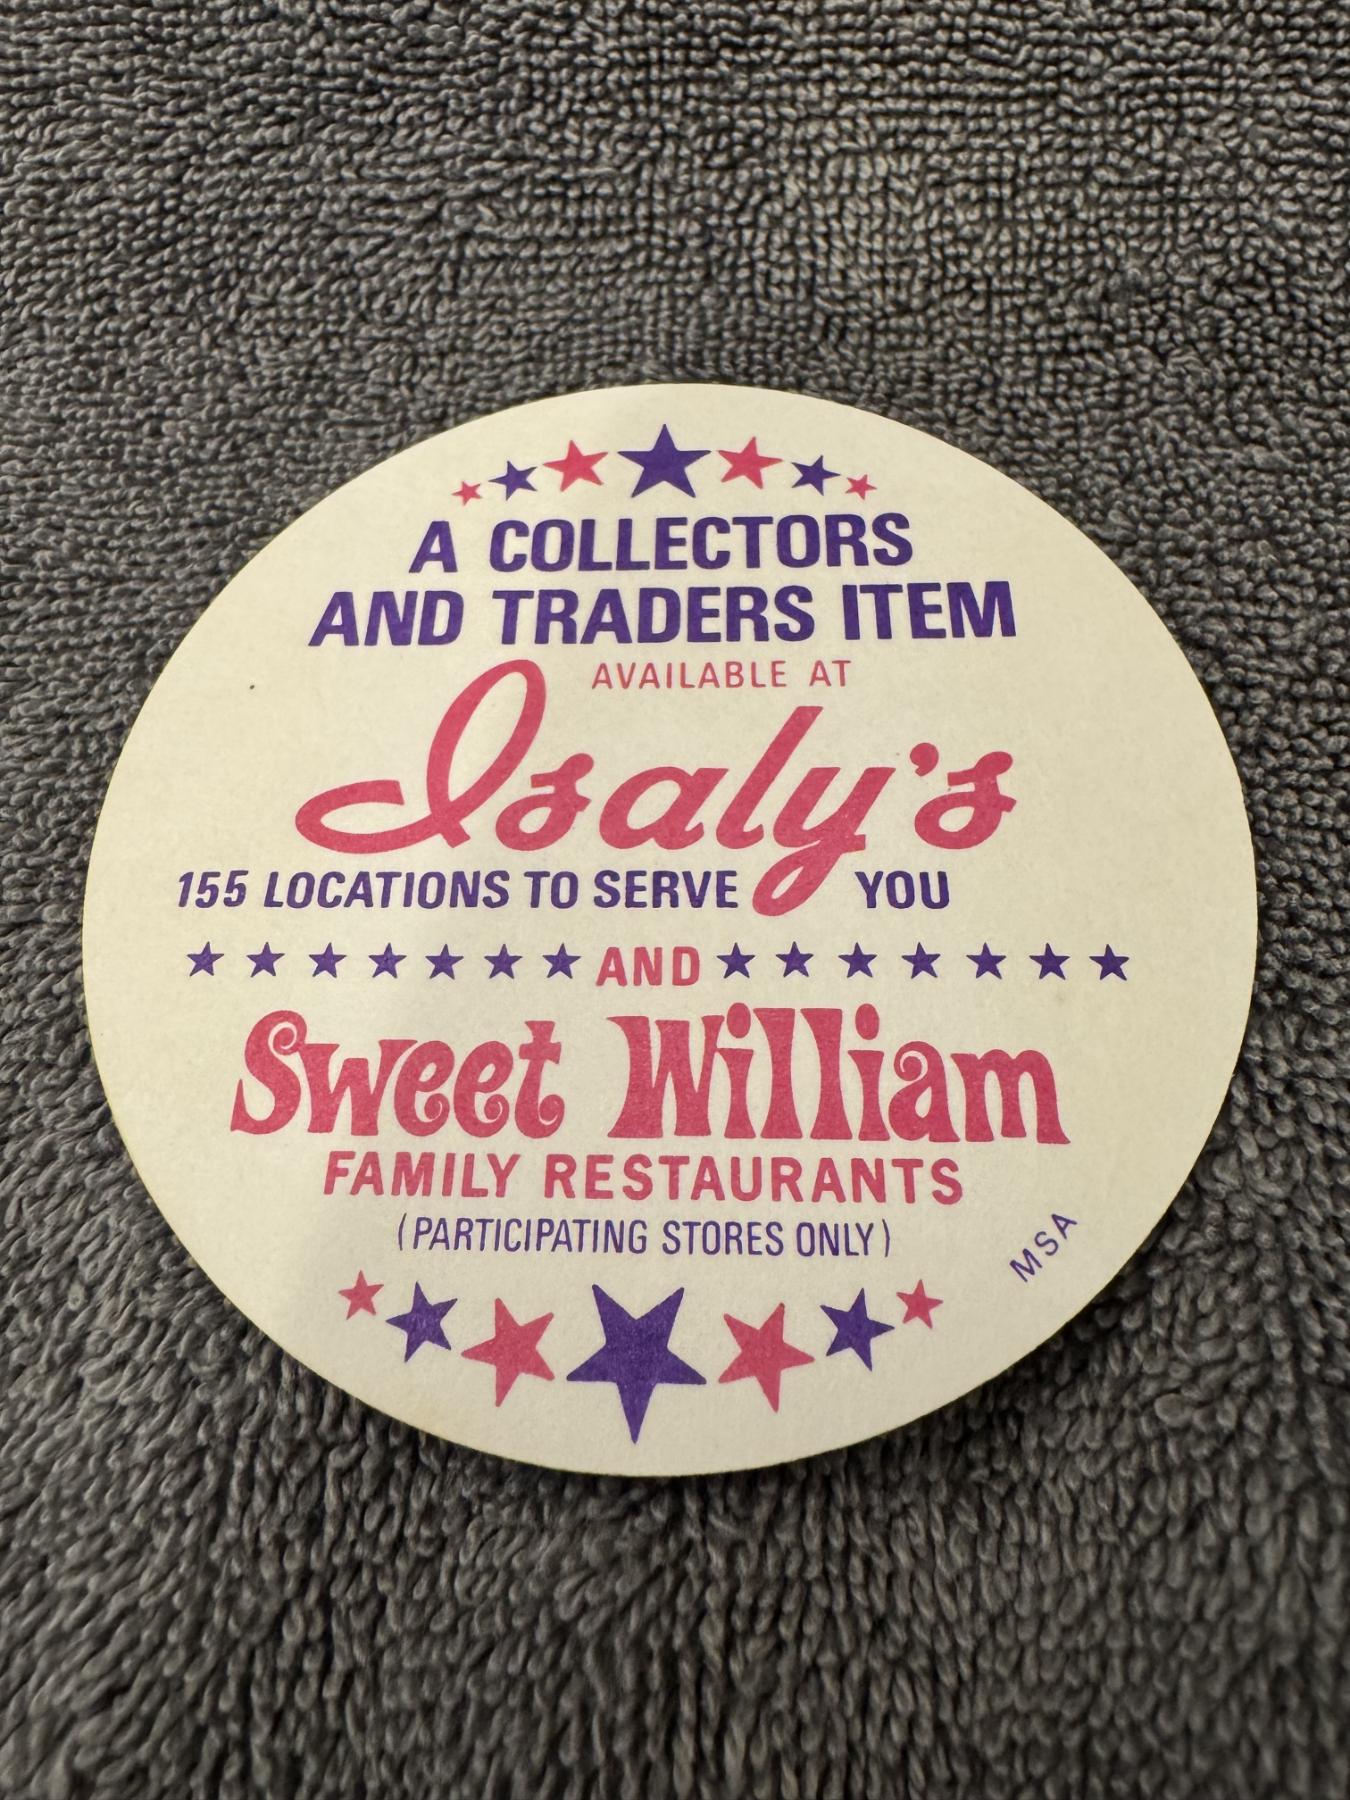 A COLLECTORS
AND TRADERS ITEM
AVAILABLE AT
Isaly's
155 LOCATIONS TO SERVE YOU
AND
Sweet William
FAMILY RESTAURANTS
(PARTICIPATING STORES ONLY)
MSA